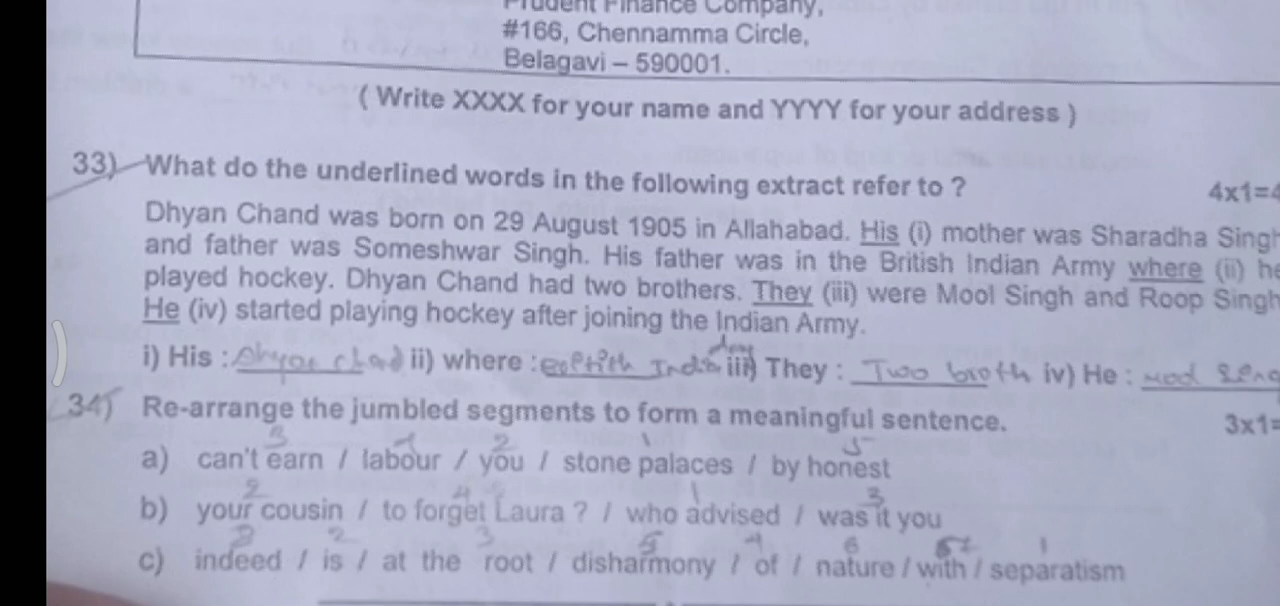 Prudent Finance Company,
#166, Chennamma Circle,
Belagavi – 590001.
( Write XXXX for your name and YYYY for your address )
33) What do the underlined words in the following extract refer to ? 4x1=4
Dhyan Chand was born on 29 August 1905 in Allahabad. His (i) mother was Sharadha Singh
and father was Someshwar Singh. His father was in the British Indian Army where (ii) he
played hockey. Dhyan Chand had two brothers. They (iii) were Mool Singh and Roop Singh
He (iv) started playing hockey after joining the Indian Army.
i) His : ii) where : iii) They : Two broth iv) He :
34) Re-arrange the jumbled segments to form a meaningful sentence. 3x1=
3 4 2 1 5
a) can't earn / labour / you / stone palaces / by honest
2 4 1 3
b) your cousin / to forget Laura ? / who advised / was it you
2 3 5 4 6 1
c) indeed / is / at the root / disharmony / of / nature / with / separatism